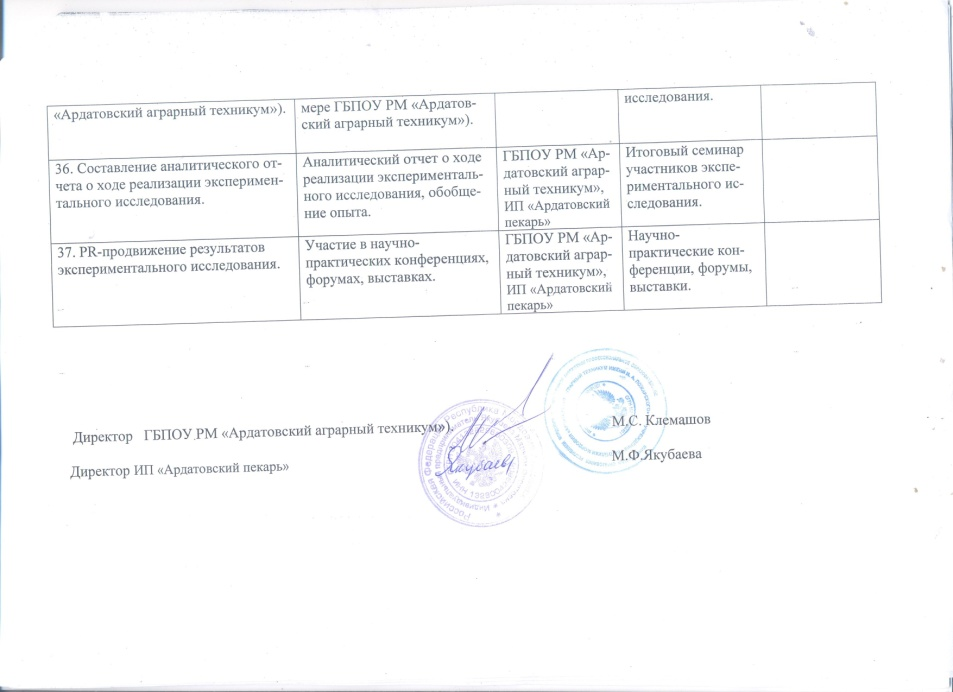 «Ардатовский аграрный техникум»).
мере ГБПОУ РМ «Ардатов-
ский аграрный техникум»).
исследования.
36. Составление аналитического от-
чета о ходе реализации эксперимен-
тального исследования.
Аналитический отчет о ходе
реализации эксперименталь-
ного исследования, обобще-
ние опыта.
ГБПОУ РМ «Ар-
датовский аграр-
ный техникум»,
ИП «Ардатовский
пекарь»
Итоговый семинар
участников экспе-
риментального ис-
следования.
37. PR-продвижение результатов
экспериментального исследования.
Участие в научно-
практических конференциях,
форумах, выставках.
ГБПОУ РМ «Ар-
датовский аграр-
ный техникум»,
ИП «Ардатовский
пекарь»
Научно-
практические кон-
ференции, форумы,
выставки.
Директор ГБПОУ РМ «Ардатовский аграрный техникум»). М.С. Клемашов
Директор ИП «Ардатовский пекарь» М.Ф.Якубаева
Российская Федерация